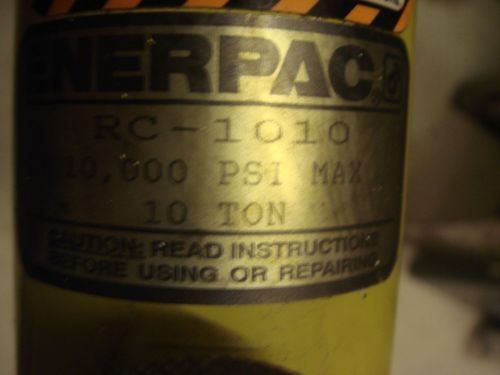 ENERPAC
RC-1010
10,000 PSI MAX
10 TON
CAUTION: READ INSTRUCTIONS
BEFORE USING OR REPAIRING